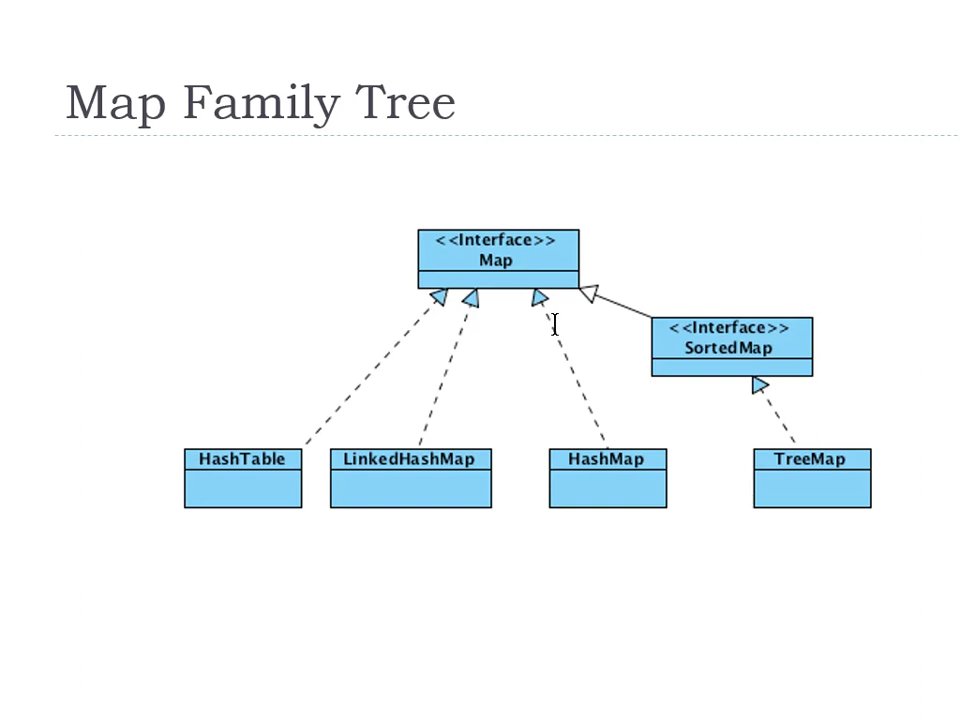 Map Family Tree
<<Interface>>
Map
<<Interface>>
SortedMap
HashTable
LinkedHashMap
HashMap
TreeMap